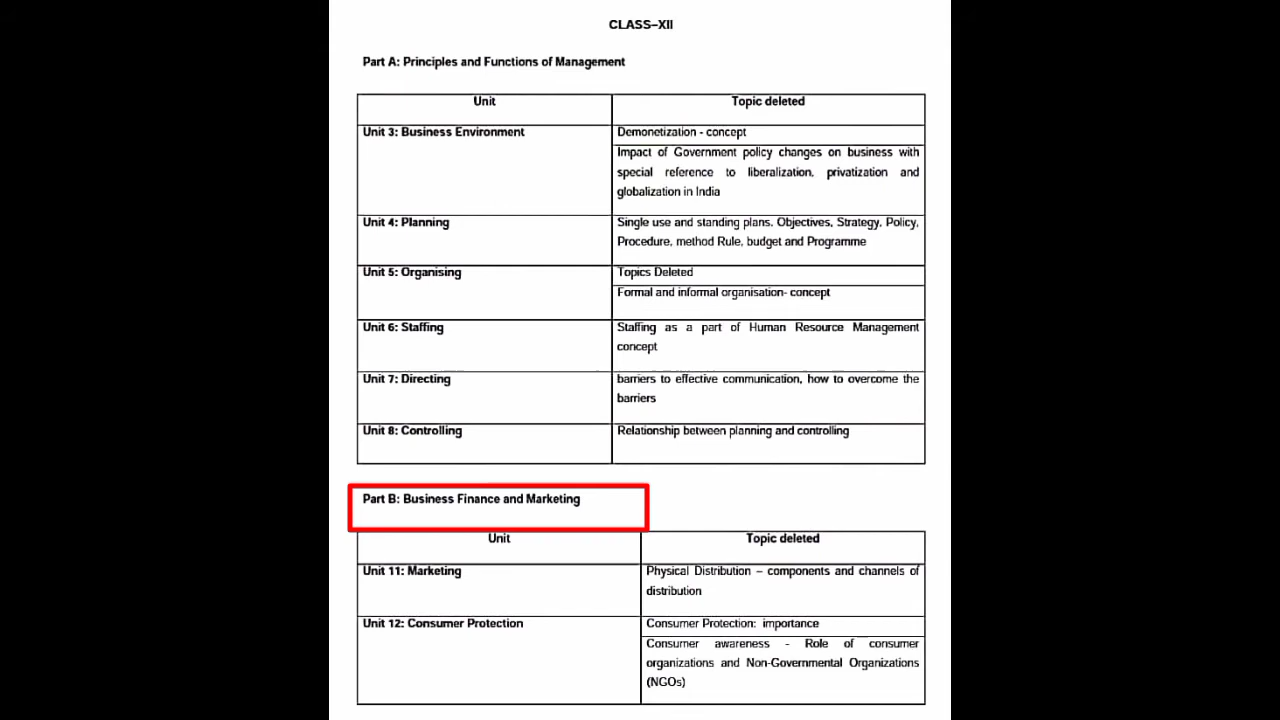 CLASS–XII
Part A: Principles and Functions of Management
Unit
Topic deleted
Unit 3: Business Environment
Demonetization - concept
Impact of Government policy changes on business with
special reference to liberalization, privatization and
globalization in India
Unit 4: Planning
Single use and standing plans. Objectives, Strategy, Policy,
Procedure, method Rule, budget and Programme
Unit 5: Organising
Topics Deleted
Formal and informal organisation- concept
Unit 6: Staffing
Staffing as a part of Human Resource Management
concept
Unit 7: Directing
barriers to effective communication, how to overcome the
barriers
Unit 8: Controlling
Relationship between planning and controlling
Part B: Business Finance and Marketing
Unit
Topic deleted
Unit 11: Marketing
Physical Distribution – components and channels of
distribution
Unit 12: Consumer Protection
Consumer Protection: importance
Consumer awareness - Role of consumer
organizations and Non-Governmental Organizations
(NGOs)